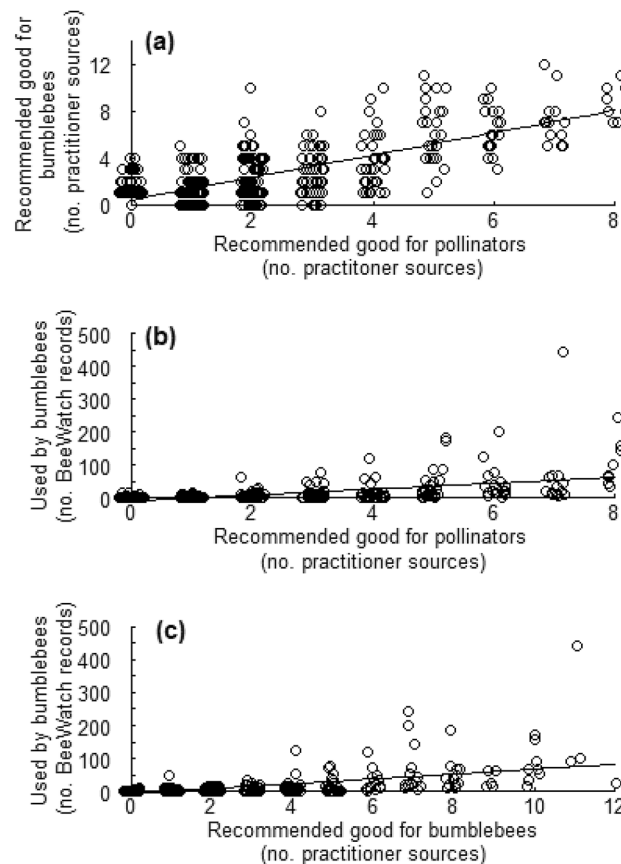 (a)
Recommended good for
bumblebees
(no. practitioner sources)
12
8
4
0
0 2 4 6 8
Recommended good for pollinators
(no. practitoner sources)
(b)
Used by bumblebees
(no. BeeWatch records)
500
400
300
200
100
0
0 2 4 6 8
Recommended good for pollinators
(no. practitioner sources)
(c)
Used by bumblebees
(no. BeeWatch records)
500
400
300
200
100
0
0 2 4 6 8 10 12
Recommended good for bumblebees
(no. practitioner sources)